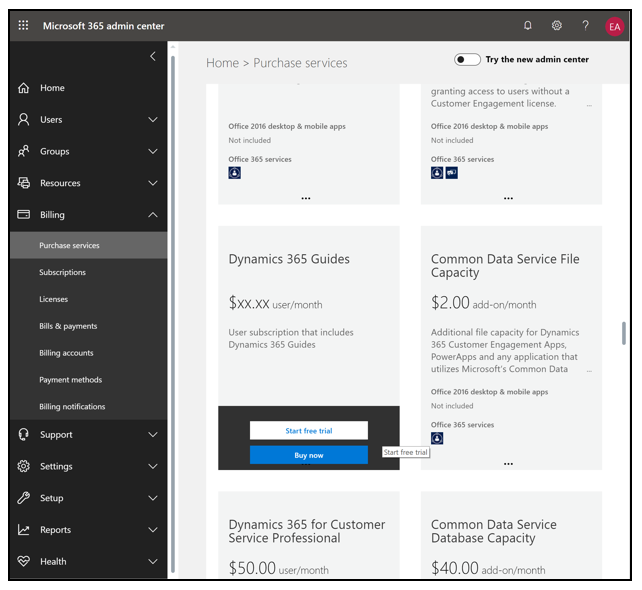 Microsoft 365 admin center
?
EA
Home
Users
Groups
Resources
Billing
Purchase services
Subscriptions
Licenses
Bills & payments
Billing accounts
Payment methods
Billing notifications
Support
Settings
Setup
Reports
Health
Home > Purchase services
Try the new admin center
Office 2016 desktop & mobile apps
Not included
Office 365 services
...
granting access to users without a
Customer Engagement license.
...
Office 2016 desktop & mobile apps
Not included
Office 365 services
...
Dynamics 365 Guides
$xx.xx user/month
User subscription that includes
Dynamics 365 Guides
Start free trial
Buy now
Start free trial
Common Data Service File
Capacity
$2.00 add-on/month
Additional file capacity for Dynamics
365 Customer Engagement Apps,
PowerApps and any application that
utilizes Microsoft's Common Data
...
Office 2016 desktop & mobile apps
Not included
Office 365 services
...
Dynamics 365 for Customer
Service Professional
$50.00 user/month
Common Data Service
Database Capacity
$40.00 add-on/month